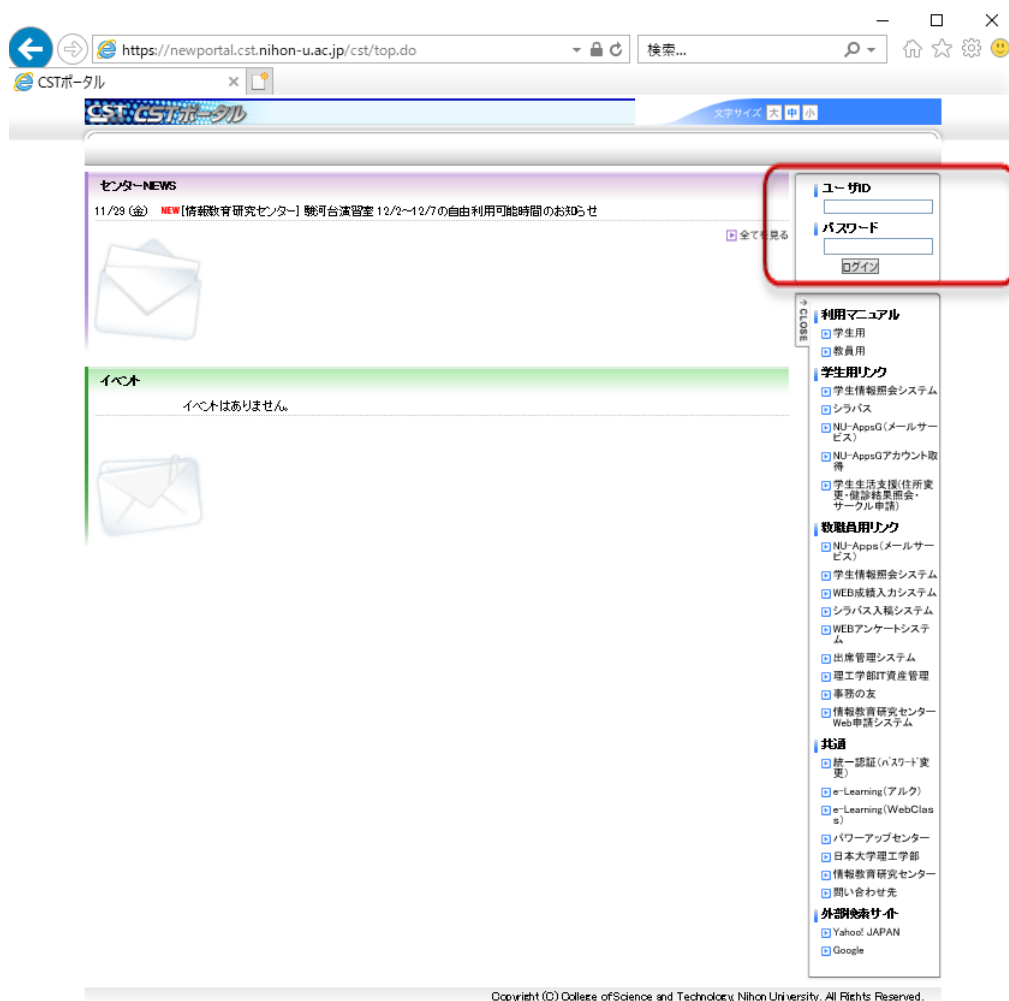 https://newportal.cst.nihon-u.ac.jp/cst/top.do
検索...
CSTポータル
CST CSTポータル
文字サイズ 大 中 小
センターNEWS
11/29 (金) NEW [情報教育研究センター] 駿河台演習室 12/2～12/7の自由利用可能時間のお知らせ
全てを見る
イベント
イベントはありません。
ユーザID
パスワード
ログイン
↑CLOSE
利用マニュアル
学生用
教員用
学生用リンク
学生情報照会システム
シラバス
NU-AppsG(メールサー
ビス)
NU-AppsGアカウント取
得
学生生活支援(住所変
更・健診結果照会・
サークル申請)
教職員用リンク
NU-Apps(メールサー
ビス)
学生情報照会システム
WEB成績入力システム
シラバス入稿システム
WEBアンケートシステ
ム
出席管理システム
理工学部IT資産管理
事務の友
情報教育研究センター
Web申請システム
共通
統一認証(パスワード変
更)
e-Learning(アルク)
e-Learning(WebClas
s)
パワーアップセンター
日本大学理工学部
情報教育研究センター
問い合わせ先
外部検索サイト
Yahoo! JAPAN
Google
Copyright (C) College of Science and Technology, Nihon University. All Rights Reserved.